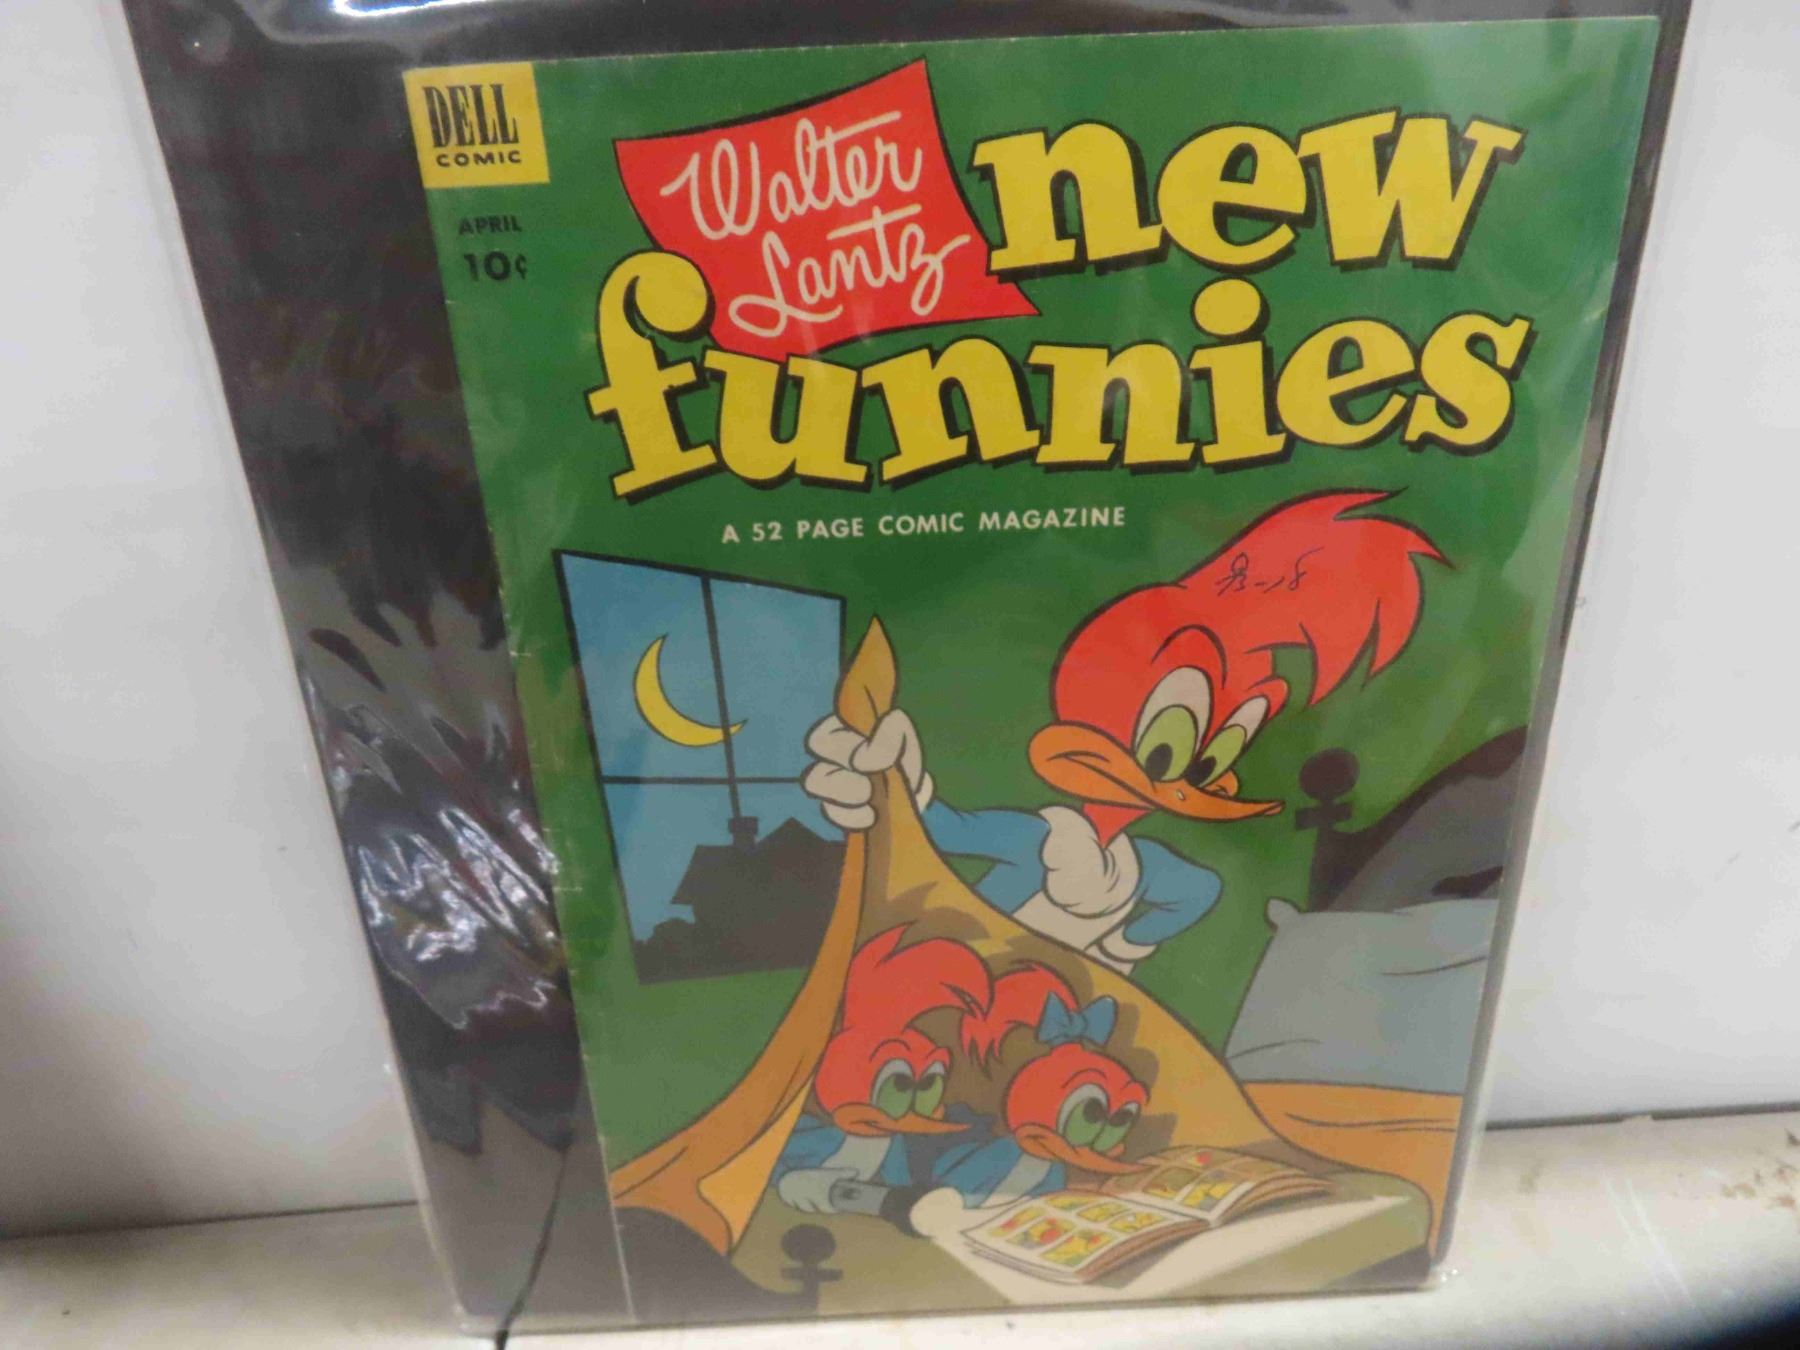 DELL
COMIC
APRIL
10¢
Walter
Lantz
new
funnies
A 52 PAGE COMIC MAGAZINE